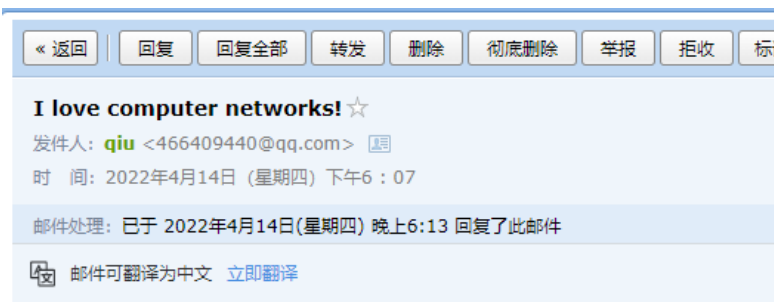 « 返回 回复 回复全部 转发 删除 彻底删除 举报 拒收 标
I love computer networks! ☆
发件人: qiu <466409440@qq.com>
时 间: 2022年4月14日 (星期四) 下午6:07
邮件处理: 已于 2022年4月14日(星期四) 晚上6:13 回复了此邮件
邮件可翻译为中文 立即翻译